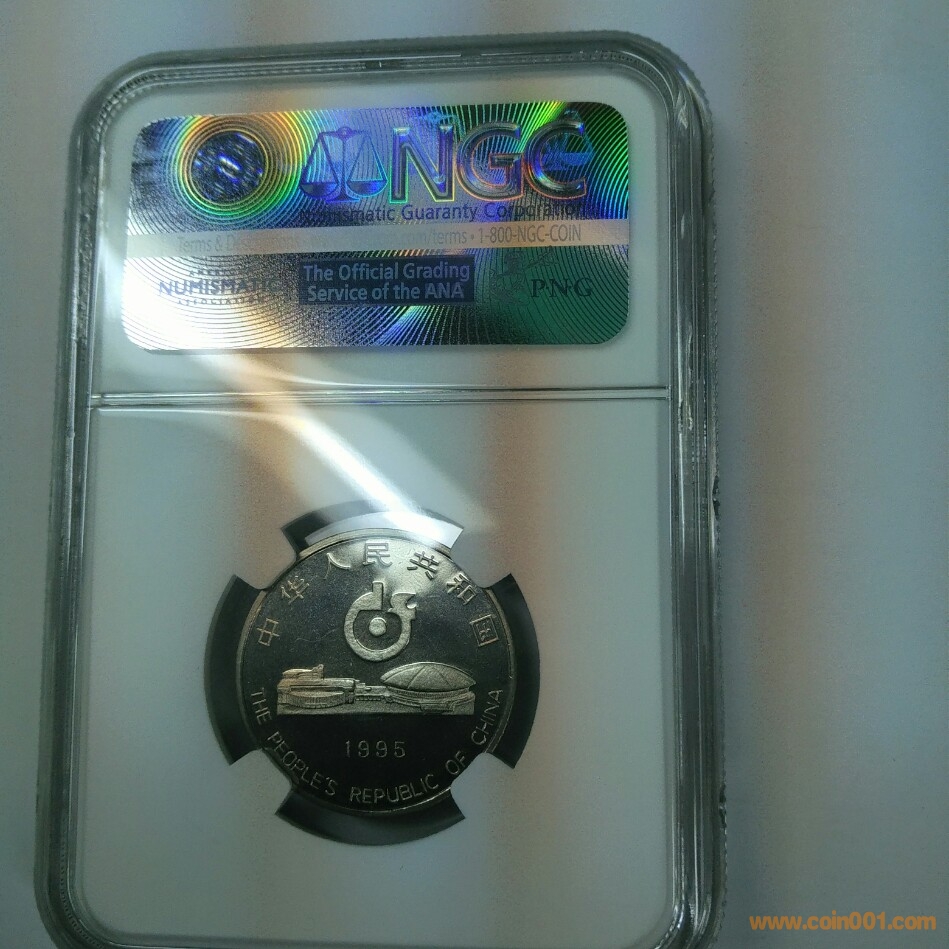 NGC
Numismatic Guaranty Corporation
/terms • 1-800-NGC-COIN
NUMISMATIC
The Official Grading
Service of the ANA
PNG
中华人民共和国
1995
THE PEOPLE'S REPUBLIC OF CHINA
www.coin001.com